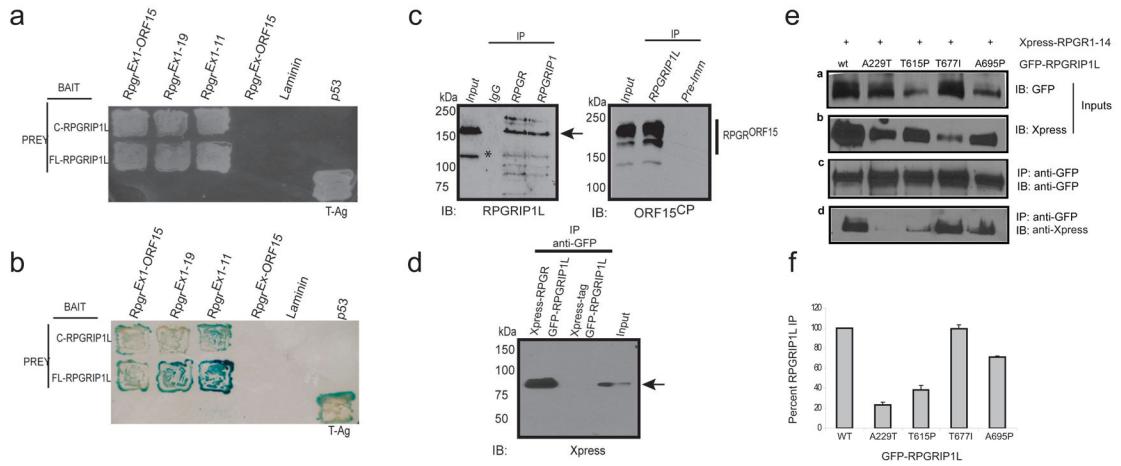 a
RpgrEx1-ORF15
RpgrEx1-19
RpgrEx1-11
RpgrEx-ORF15
Laminin
p53
BAIT
PREY
C-RPGRIP1L
FL-RPGRIP1L
T-Ag
b
RpgrEx1-ORF15
RpgrEx1-19
RpgrEx1-11
RpgrEx-ORF15
Laminin
p53
BAIT
PREY
C-RPGRIP1L
FL-RPGRIP1L
T-Ag
c
IP
Input
IgG
RPGR
RPGRIP1
kDa
250
150
100
75
*
IB: RPGRIP1L
IP
Input
RPGRIP1L
Pre-Imm
kDa
250
150
100
RPGR ORF15
IB: ORF15CP
d
IP
anti-GFP
Xpress-RPGR
GFP-RPGRIP1L
Xpress-tag
GFP-RPGRIP1L
Input
kDa
150
100
75
50
IB: Xpress
e
+ + + + + Xpress-RPGR1-14
wt A229T T615P T677I A695P GFP-RPGRIP1L
a
IB: GFP
Inputs
b
IB: Xpress
c
IP: anti-GFP
IB: anti-GFP
d
IP: anti-GFP
IB: anti-Xpress
f
Percent RPGRIP1L IP
120
100
80
60
40
20
0
WT A229T T615P T677I A695P
GFP-RPGRIP1L